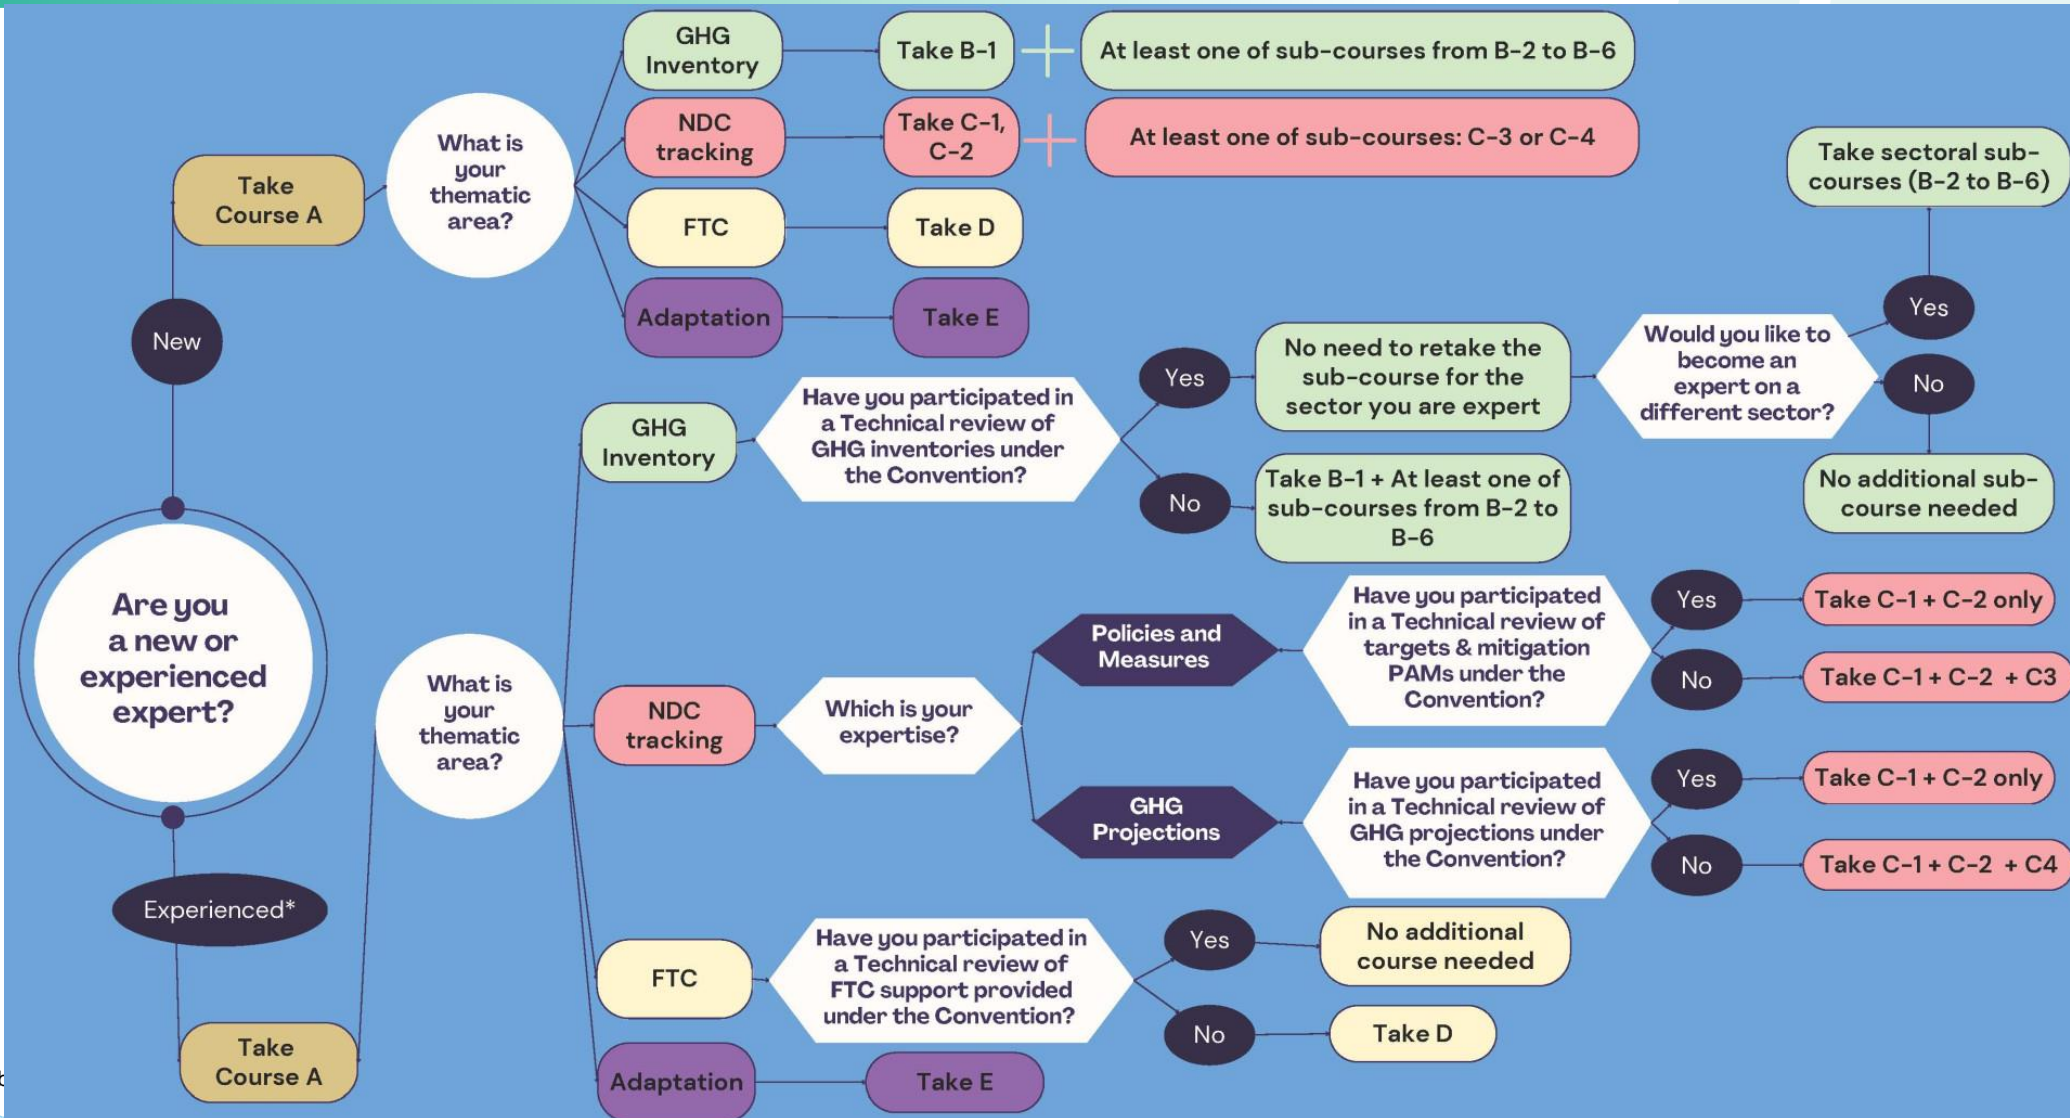 GHG
Inventory
Take B-1
At least one of sub-courses from B-2 to B-6
NDC
tracking
Take C-1,
C-2
At least one of sub-courses: C-3 or C-4
What is
your
thematic
area?
Take
Course A
FTC
Take D
Adaptation
Take E
New
Take sectoral sub-
courses (B-2 to B-6)
Yes
Would you like to
become an
expert on a
different sector?
No
No additional sub-
course needed
GHG
Inventory
Have you participated in
a Technical review of
GHG inventories under
the Convention?
Yes
No need to retake the
sub-course for the
sector you are expert
No
Take B-1 + At least one of
sub-courses from B-2 to
B-6
Are you
a new or
experienced
expert?
What is
your
thematic
area?
NDC
tracking
Which is your
expertise?
Policies and
Measures
Have you participated
in a Technical review of
targets & mitigation
PAMs under the
Convention?
Yes
Take C-1 + C-2 only
No
Take C-1 + C-2 + C3
GHG
Projections
Have you participated
in a Technical review of
GHG projections under
the Convention?
Yes
Take C-1 + C-2 only
No
Take C-1 + C-2 + C4
Experienced*
Take
Course A
FTC
Have you participated in
a Technical review of
FTC support provided
under the Convention?
Yes
No additional
course needed
No
Take D
Adaptation
Take E